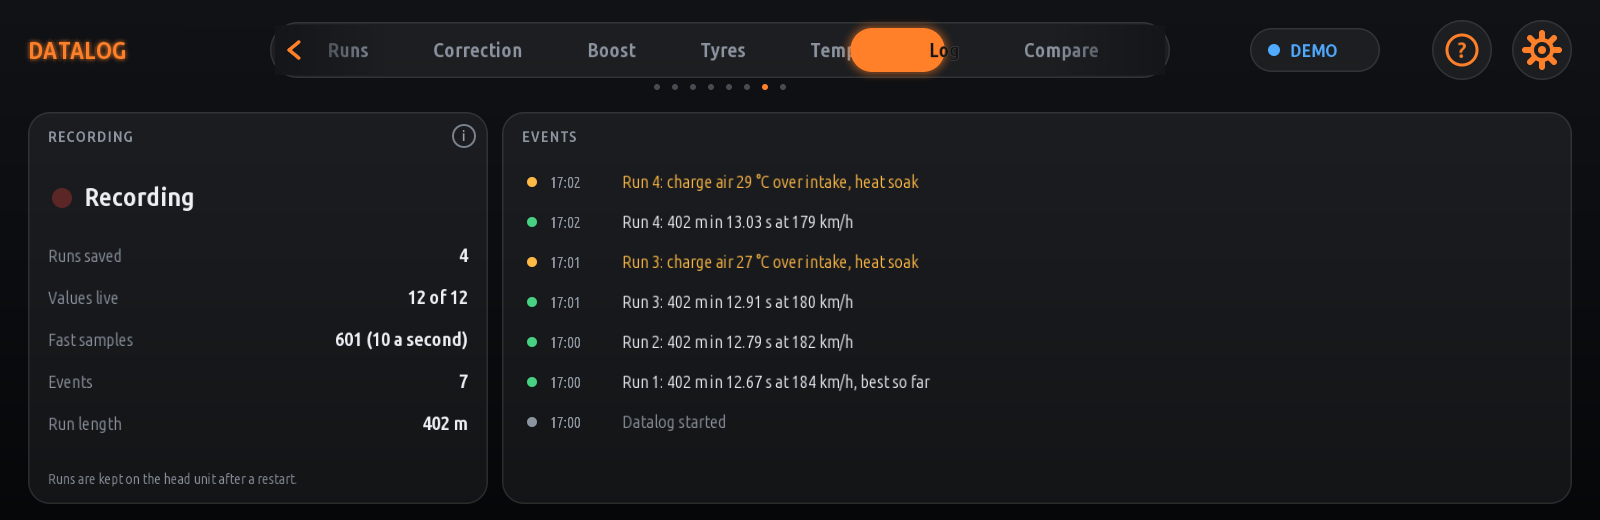 DATALOG
Runs Correction Boost Tyres Temp Log Compare
DEMO
?
RECORDING
i
Recording
Runs saved 4
Values live 12 of 12
Fast samples 601 (10 a second)
Events 7
Run length 402 m
Runs are kept on the head unit after a restart.
EVENTS
17:02 Run 4: charge air 29 °C over intake, heat soak
17:02 Run 4: 402 m in 13.03 s at 179 km/h
17:01 Run 3: charge air 27 °C over intake, heat soak
17:01 Run 3: 402 m in 12.91 s at 180 km/h
17:00 Run 2: 402 m in 12.79 s at 182 km/h
17:00 Run 1: 402 m in 12.67 s at 184 km/h, best so far
17:00 Datalog started